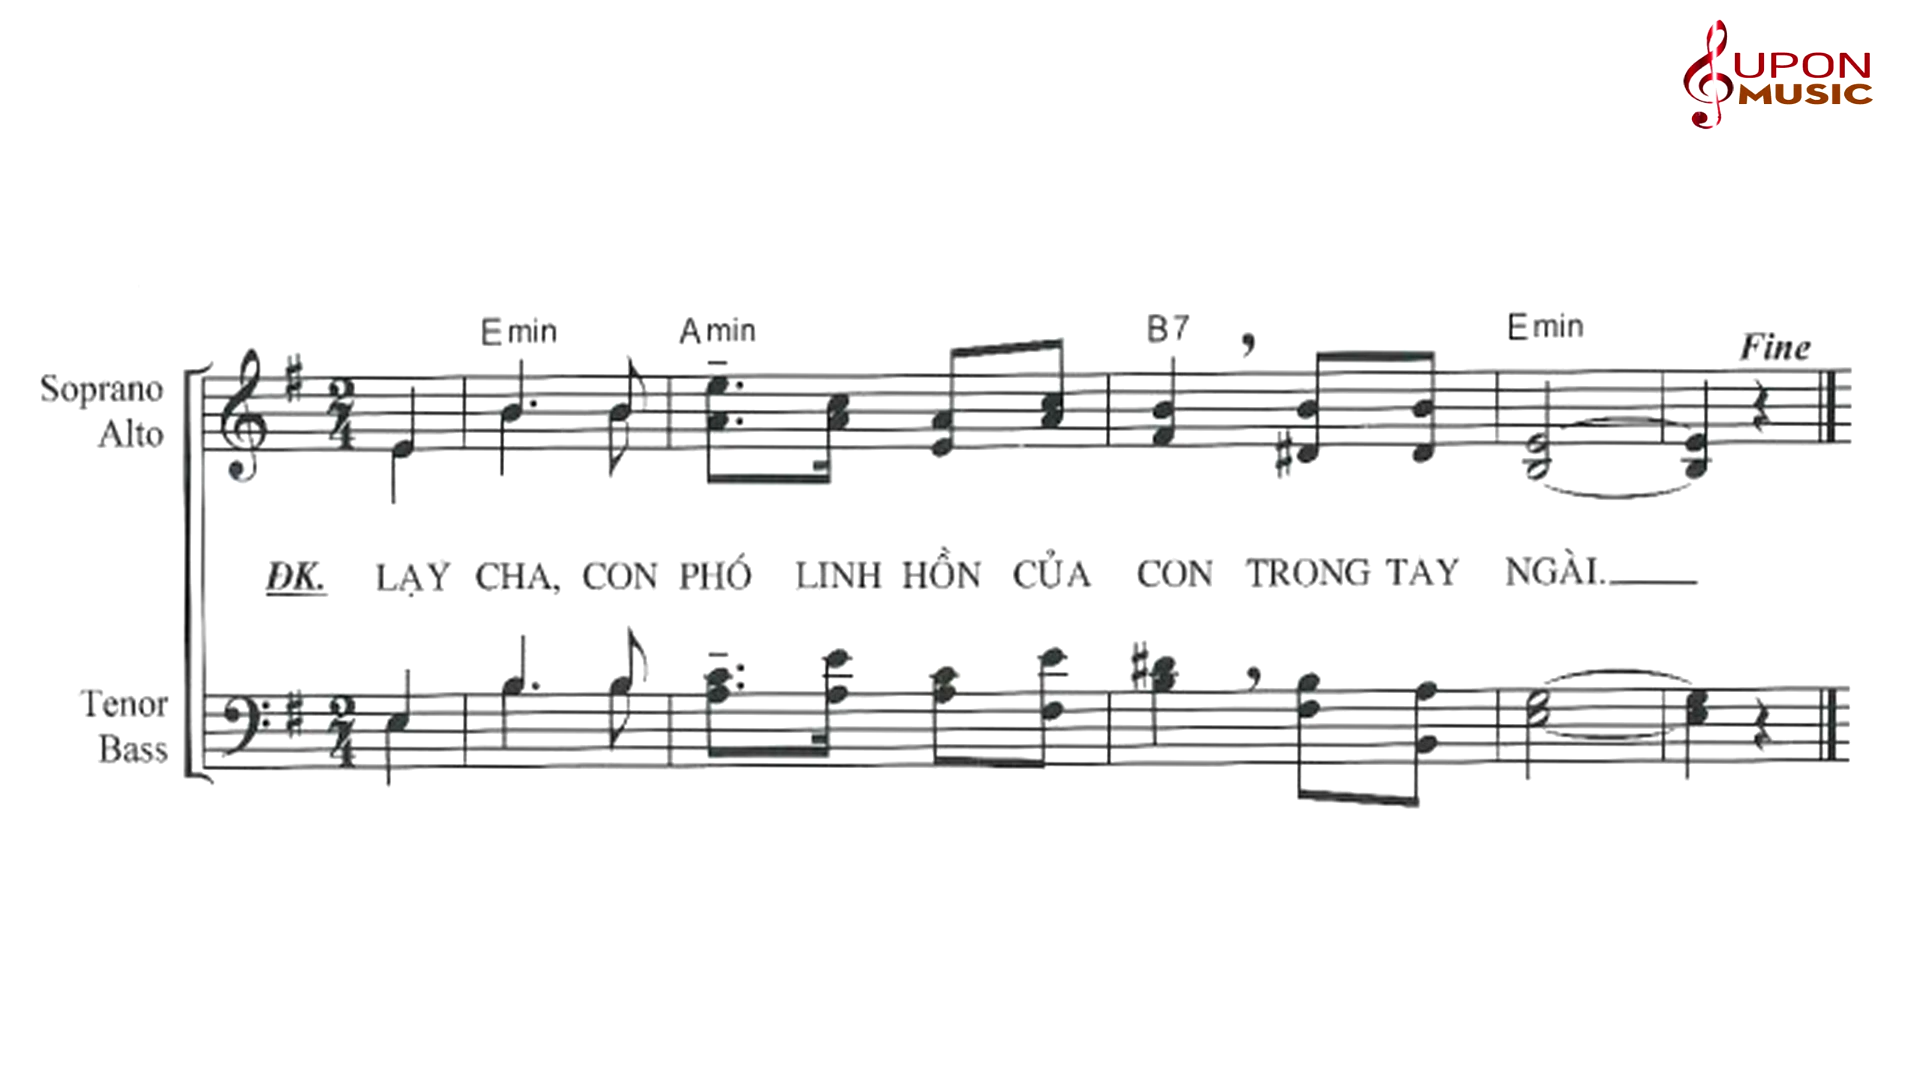 UPON
MUSIC
Emin Amin B7 Emin
Fine
Soprano
Alto
ĐK. LẠY CHA, CON PHÓ LINH HỒN CỦA CON TRONG TAY NGÀI.
Tenor
Bass